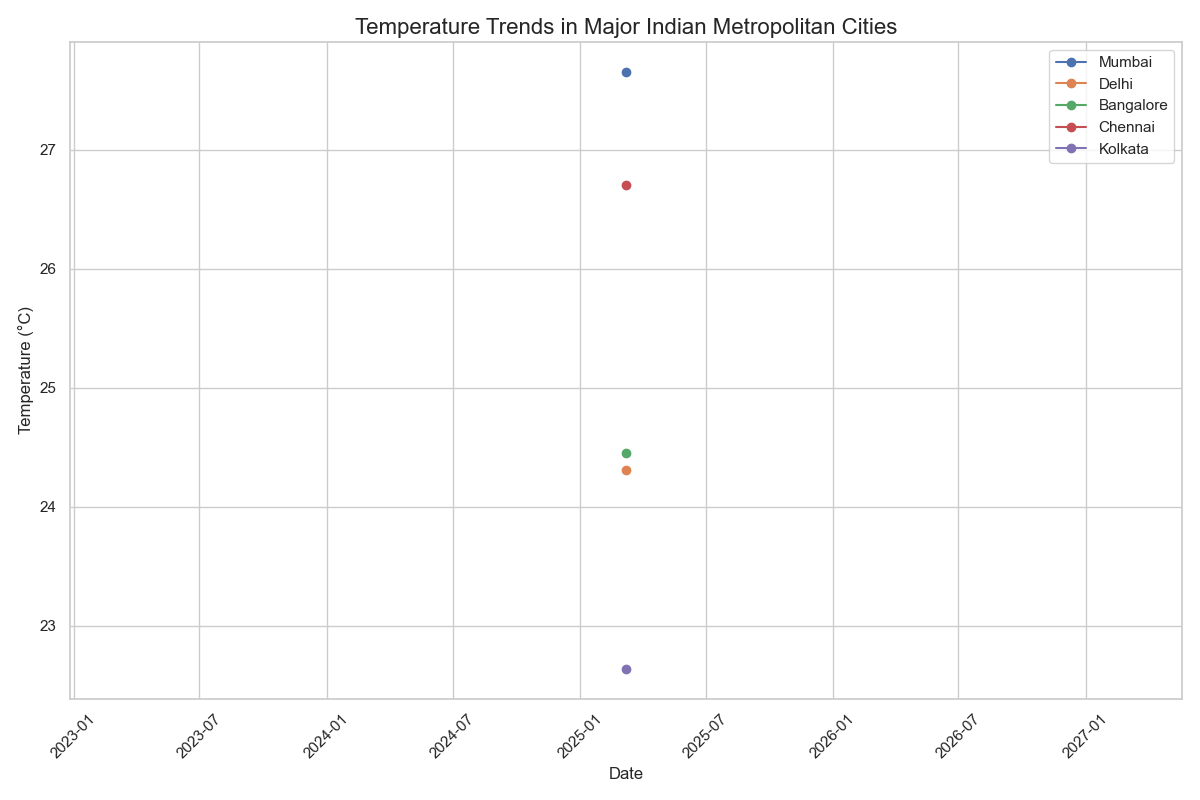 Temperature Trends in Major Indian Metropolitan Cities
Mumbai
Delhi
Bangalore
Chennai
Kolkata
Temperature (°C)
27
26
25
24
23
2023-01
2023-07
2024-01
2024-07
2025-01
2025-07
2026-01
2026-07
2027-01
Date